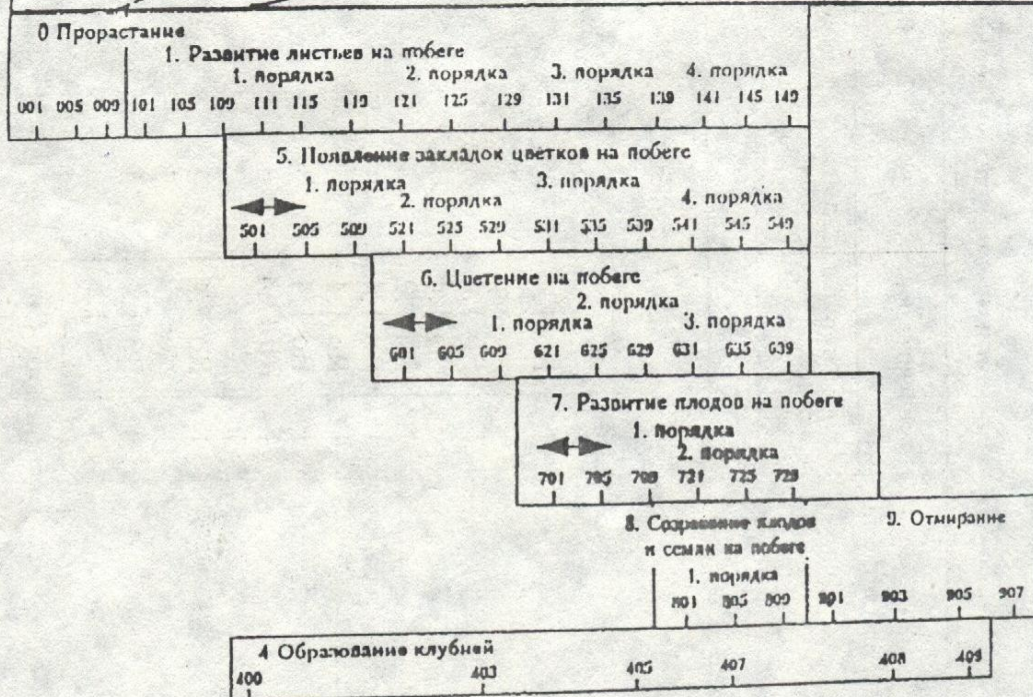 0 Прорастание
1. Развитие листьев на побеге
1. порядка 2. порядка 3. порядка 4. порядка
001 005 009 101 105 109 111 115 119 121 125 129 131 135 139 141 145 149
5. Появление закладок цветков на побеге
1. порядка 3. порядка
2. порядка 4. порядка
501 505 509 521 525 529 531 535 539 541 545 549
6. Цветение на побеге
2. порядка
1. порядка 3. порядка
601 605 609 621 625 629 631 635 639
7. Развитие плодов на побеге
1. порядка
2. порядка
701 705 709 721 725 729
8. Созревание плодов 9. Отмирание
и семян на побеге
1. порядка
801 805 809 901 903 905 907
4 Образование клубней
400 403 405 407 408 409